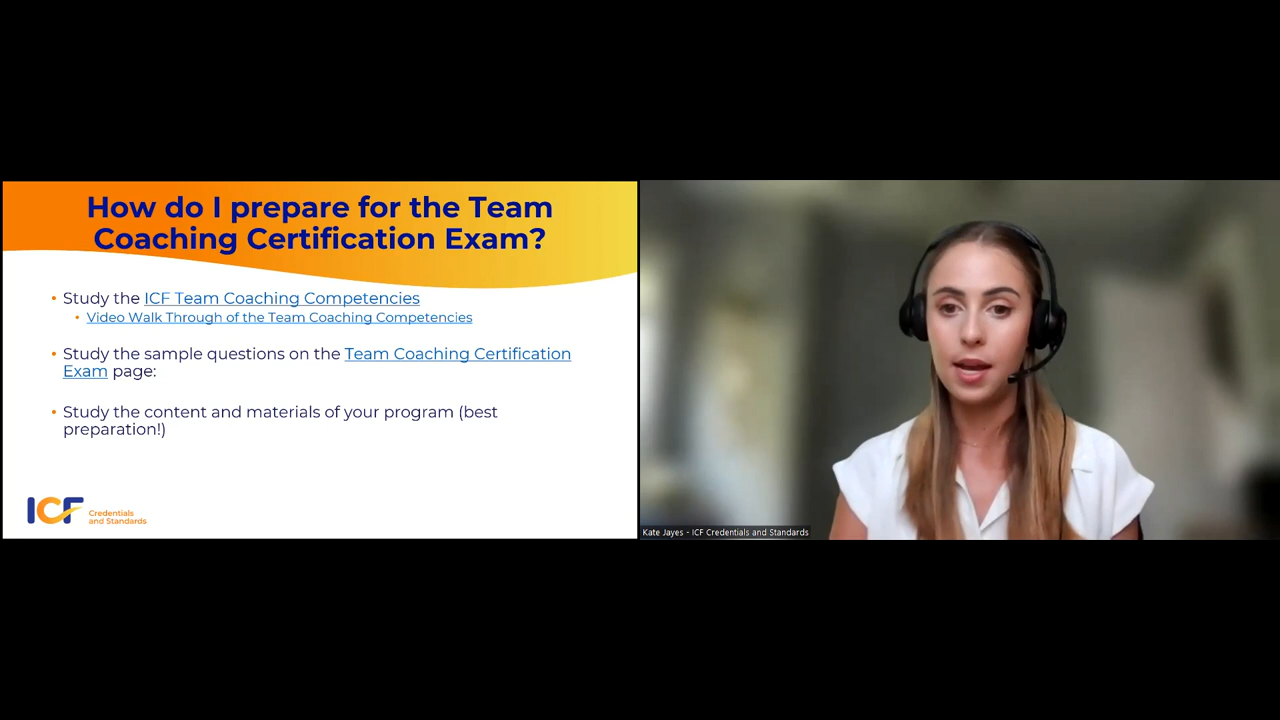 How do I prepare for the Team
Coaching Certification Exam?
• Study the ICF Team Coaching Competencies
• Video Walk Through of the Team Coaching Competencies
• Study the sample questions on the Team Coaching Certification
Exam page:
• Study the content and materials of your program (best
preparation!)
ICF Credentials
and Standards
Kate Jayes - ICF Credentials and Standards